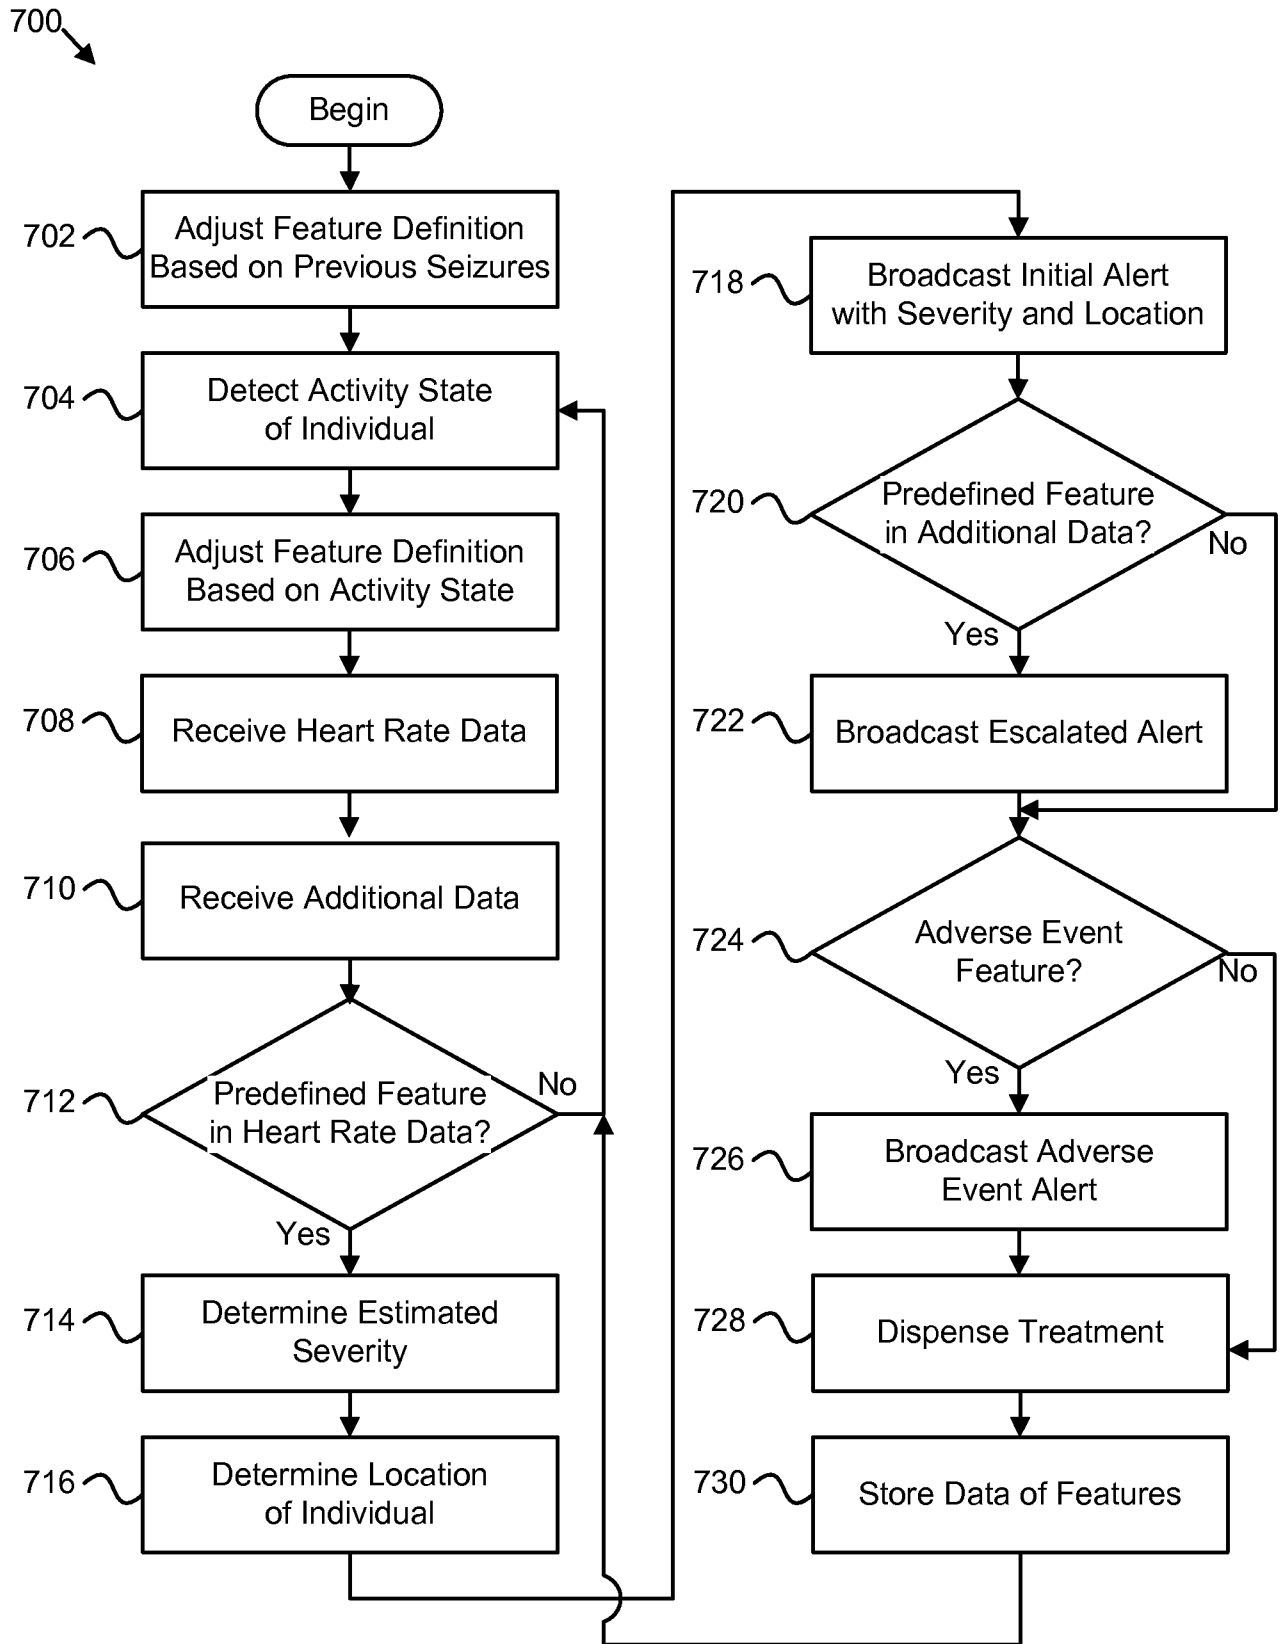 700
Begin
702
Adjust Feature Definition
Based on Previous Seizures
704
Detect Activity State
of Individual
706
Adjust Feature Definition
Based on Activity State
708
Receive Heart Rate Data
710
Receive Additional Data
712
Predefined Feature
in Heart Rate Data?
No
Yes
714
Determine Estimated
Severity
716
Determine Location
of Individual
718
Broadcast Initial Alert
with Severity and Location
720
Predefined Feature
in Additional Data?
No
Yes
722
Broadcast Escalated Alert
724
Adverse Event
Feature?
No
Yes
726
Broadcast Adverse
Event Alert
728
Dispense Treatment
730
Store Data of Features